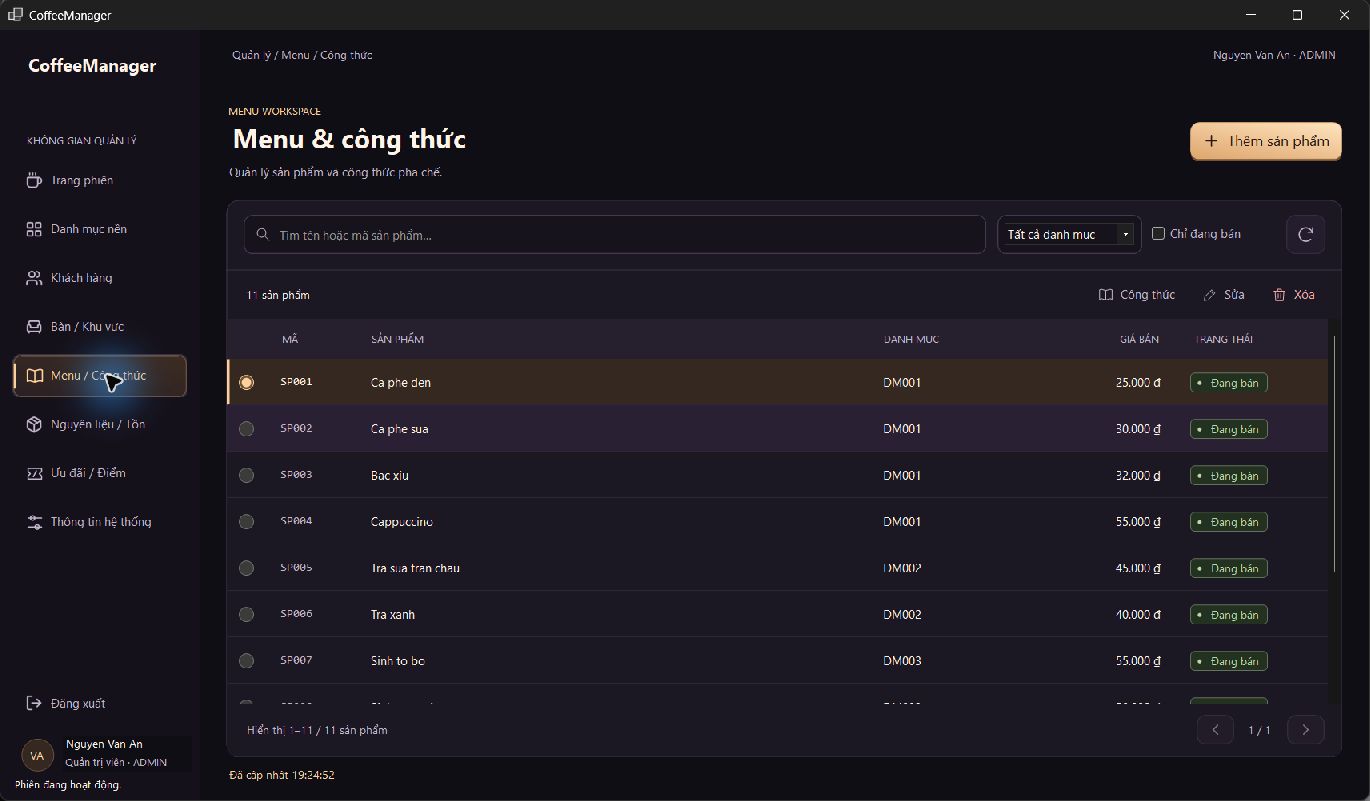 CoffeeManager
CoffeeManager
Quản lý / Menu / Công thức
Nguyen Van An · ADMIN
KHÔNG GIAN QUẢN LÝ
Trang phiên
Danh mục nền
Khách hàng
Bàn / Khu vực
Menu / Công thức
Nguyên liệu / Tồn
Ưu đãi / Điểm
Thông tin hệ thống
Đăng xuất
VA
Nguyen Van An
Quản trị viên · ADMIN
Phiên đang hoạt động.
MENU WORKSPACE
Menu & công thức
Quản lý sản phẩm và công thức pha chế.
+ Thêm sản phẩm
Tìm tên hoặc mã sản phẩm...
Tất cả danh mục
Chỉ đang bán
11 sản phẩm
Công thức
Sửa
Xóa
MÃ SẢN PHẨM DANH MỤC GIÁ BÁN TRẠNG THÁI
SP001 Ca phe den DM001 25.000 đ • Đang bán
SP002 Ca phe sua DM001 30.000 ₫ • Đang bán
SP003 Bac xiu DM001 32.000 ₫ • Đang bán
SP004 Cappuccino DM001 55.000 ₫ • Đang bán
SP005 Tra sua tran chau DM002 45.000 ₫ • Đang bán
SP006 Tra xanh DM002 40.000 đ • Đang bán
SP007 Sinh to bo DM003 55.000 ₫ • Đang bán
Hiển thị 1–11 / 11 sản phẩm
1 / 1
Đã cập nhật 19:24:52